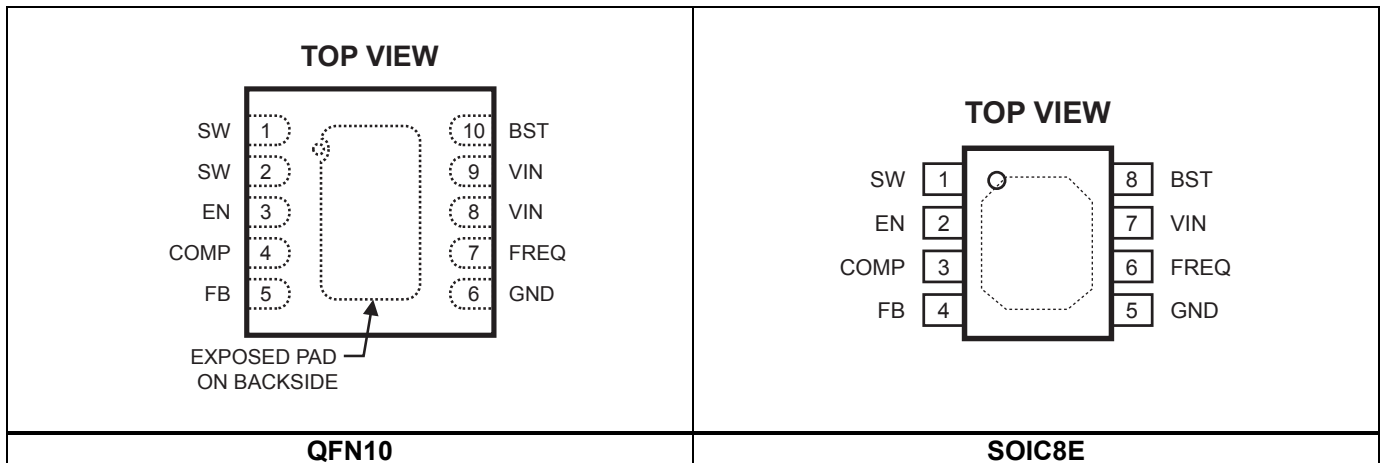 TOP VIEW
SW 1 10 BST
SW 2 9 VIN
EN 3 8 VIN
COMP 4 7 FREQ
FB 5 6 GND
EXPOSED PAD
ON BACKSIDE
QFN10
TOP VIEW
SW 1 8 BST
EN 2 7 VIN
COMP 3 6 FREQ
FB 4 5 GND
SOIC8E